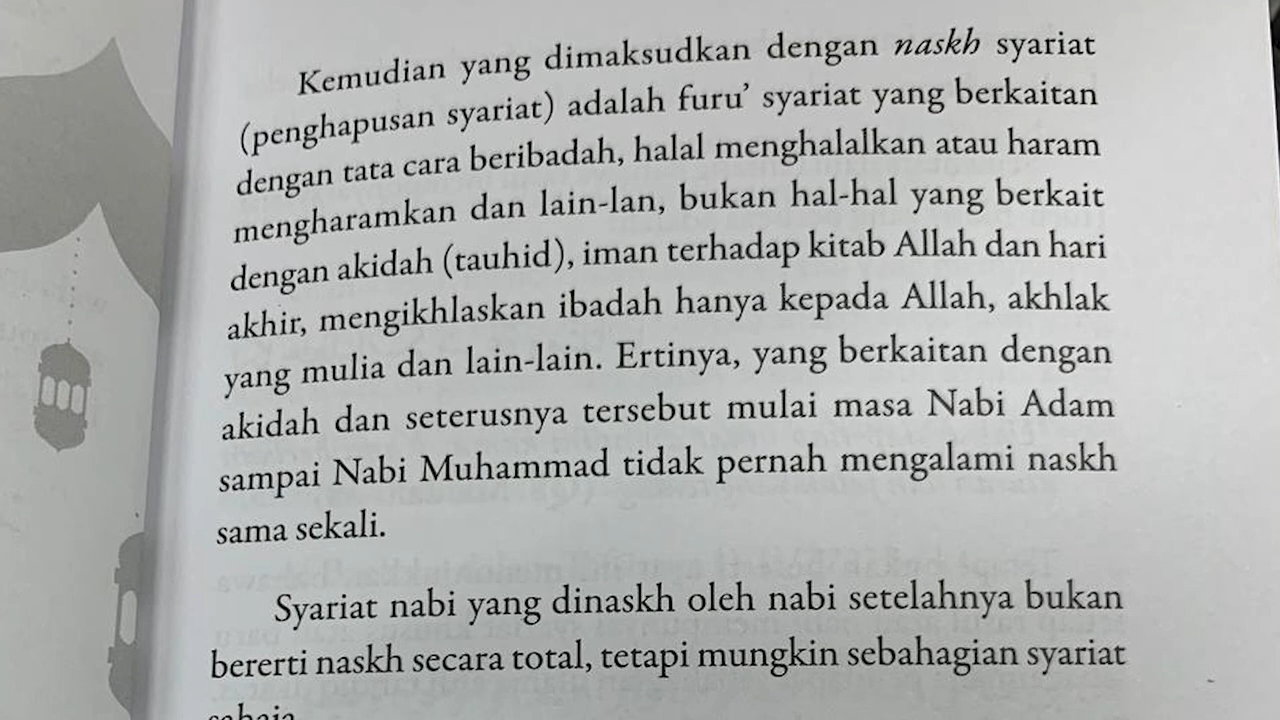 Kemudian yang dimaksudkan dengan naskh syariat
(penghapusan syariat) adalah furu’ syariat yang berkaitan
dengan tata cara beribadah, halal menghalalkan atau haram
mengharamkan dan lain-lan, bukan hal-hal yang berkait
dengan akidah (tauhid), iman terhadap kitab Allah dan hari
akhir, mengikhlaskan ibadah hanya kepada Allah, akhlak
yang mulia dan lain-lain. Ertinya, yang berkaitan dengan
akidah dan seterusnya tersebut mulai masa Nabi Adam
sampai Nabi Muhammad tidak pernah mengalami naskh
sama sekali.
Syariat nabi yang dinaskh oleh nabi setelahnya bukan
bererti naskh secara total, tetapi mungkin sebahagian syariat
sahaja.